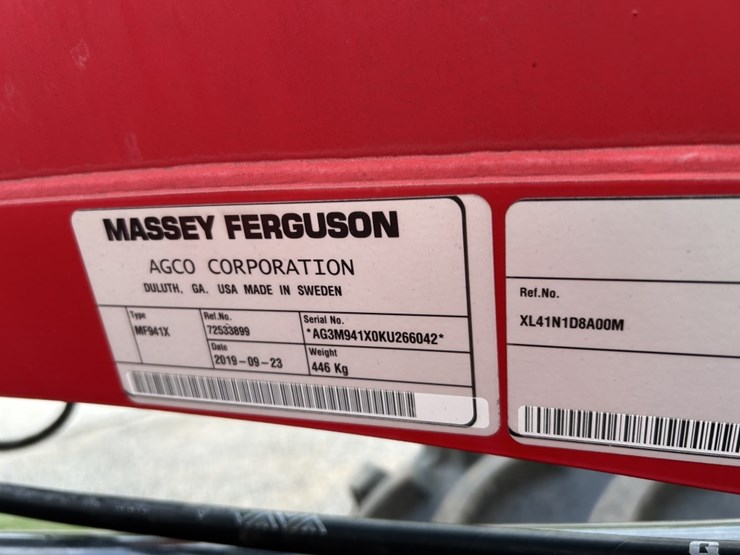 MASSEY FERGUSON
AGCO CORPORATION
DULUTH, GA. USA MADE IN SWEDEN
Type
MF941X
Ref.No.
72533899
Serial No.
*AG3M941X0KU266042*
Date
2019-09-23
Weight
446 Kg
Ref.No.
XL41N1D8A00M